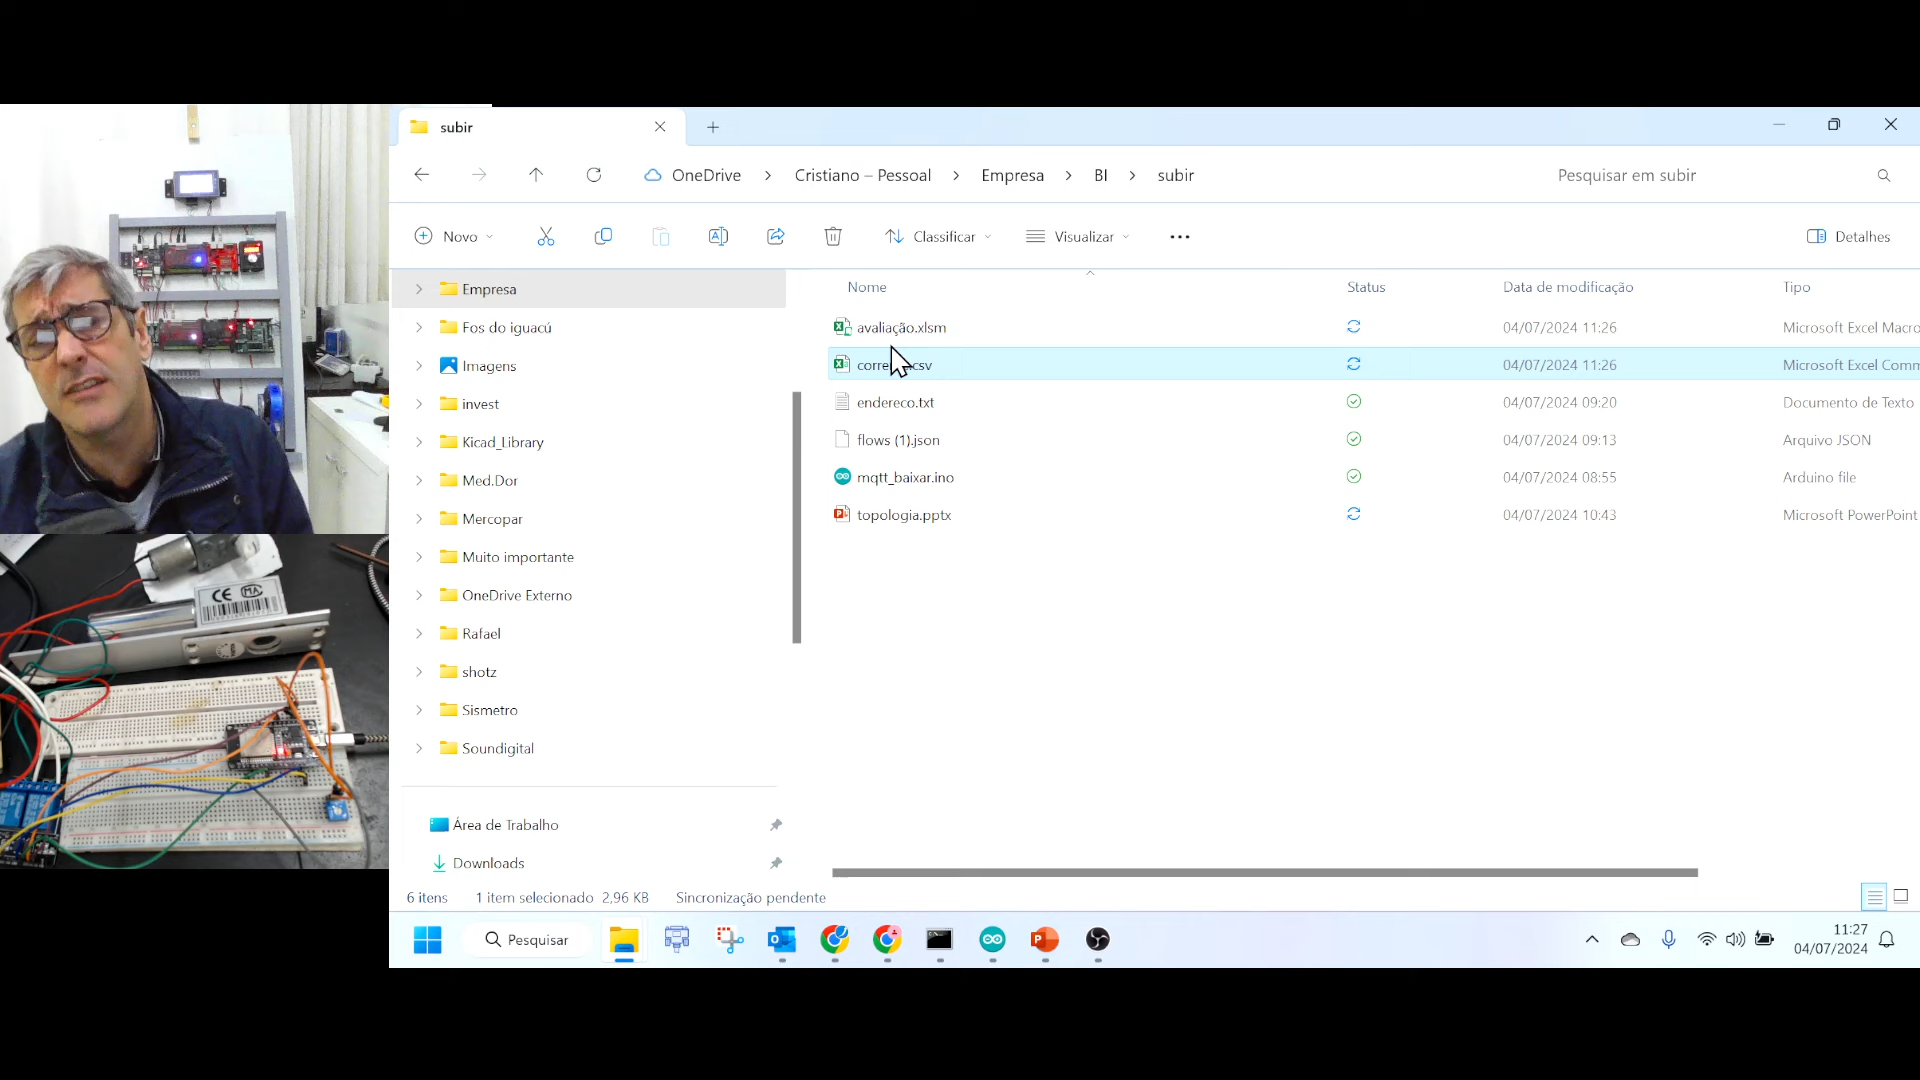 subir
OneDrive > Cristiano – Pessoal > Empresa > BI > subir
Pesquisar em subir
Novo
Classificar
Visualizar
Detalhes
Empresa
Fos do iguacú
Imagens
invest
Kicad_Library
Med.Dor
Mercopar
Muito importante
OneDrive Externo
Rafael
shotz
Sismetro
Soundigital
Área de Trabalho
Downloads
Nome Status Data de modificação Tipo
avaliação.xlsm 04/07/2024 11:26 Microsoft Excel Macro
.csv 04/07/2024 11:26 Microsoft Excel Comm
endereco.txt 04/07/2024 09:20 Documento de Texto
flows (1).json 04/07/2024 09:13 Arquivo JSON
mqtt_baixar.ino 04/07/2024 08:55 Arduino file
topologia.pptx 04/07/2024 10:43 Microsoft PowerPoint
6 itens 1 item selecionado 2,96 KB Sincronização pendente
Pesquisar
11:27
04/07/2024
CE MA